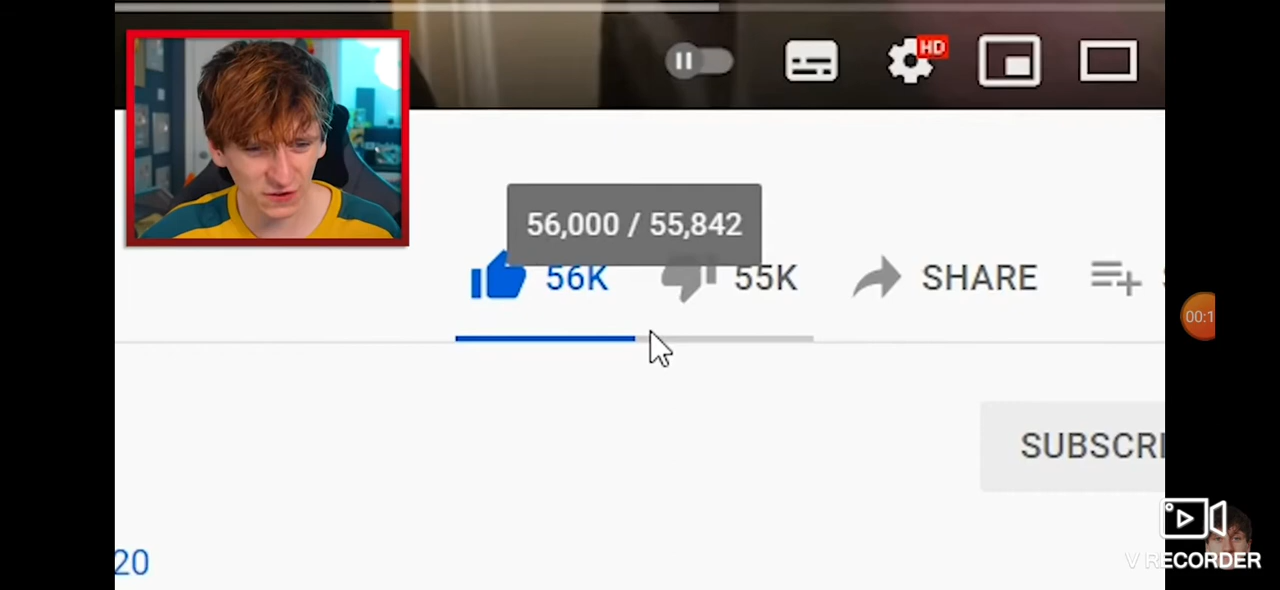 HD
56,000 / 55,842
56K 55K SHARE
SUBSCRI
20
00:1
V RECORDER